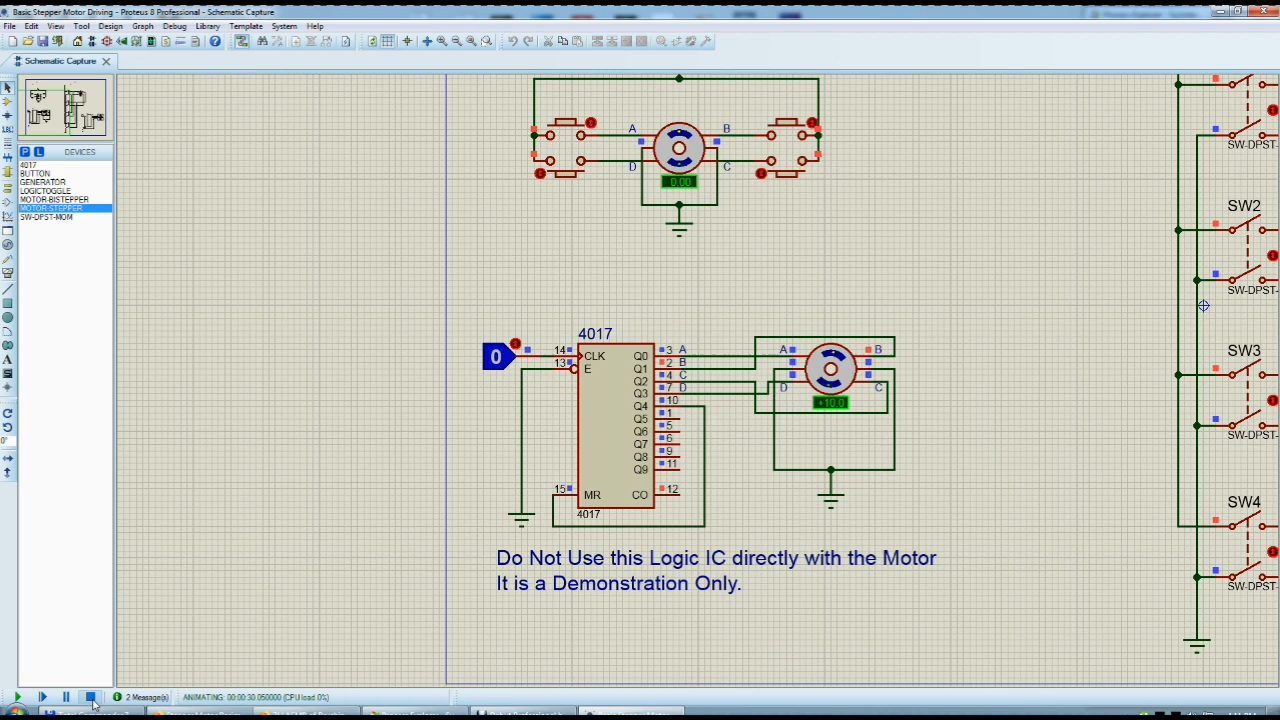 Basic Stepper Motor Driving - Proteus 8 Professional - Schematic Capture
File Edit View Tool Design Graph Debug Library Template System Help
Schematic Capture
P L DEVICES
4017
BUTTON
GENERATOR
LOGICTOGGLE
MOTOR-BISTEPPER
MOTOR-STEPPER
SW-DPST-MOM
A B
D C
0.00
SW-DPST-
SW2
SW-DPST-
4017
0 14 CLK Q0 3 A A B
13 E Q1 2 B
Q2 4 C
Q3 7 D D C
Q4 10
Q5 1
Q6 5
Q7 6
Q8 9
Q9 11
15 MR CO 12
4017
+10.0
SW3
SW-DPST-
SW4
SW-DPST-
Do Not Use this Logic IC directly with the Motor
It is a Demonstration Only.
2 Message(s) ANIMATING: 00:00:30.050000 (CPU load 0%)